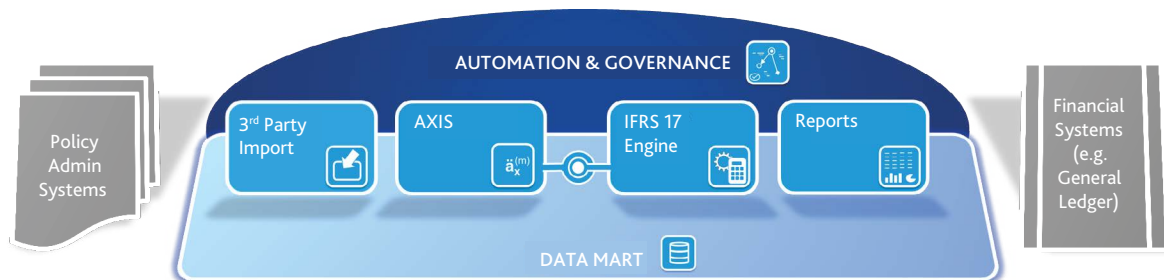 AUTOMATION & GOVERNANCE
Policy
Admin
Systems
3rd Party
Import
AXIS
ä(m)x
IFRS 17
Engine
Reports
Financial
Systems
(e.g.
General
Ledger)
DATA MART